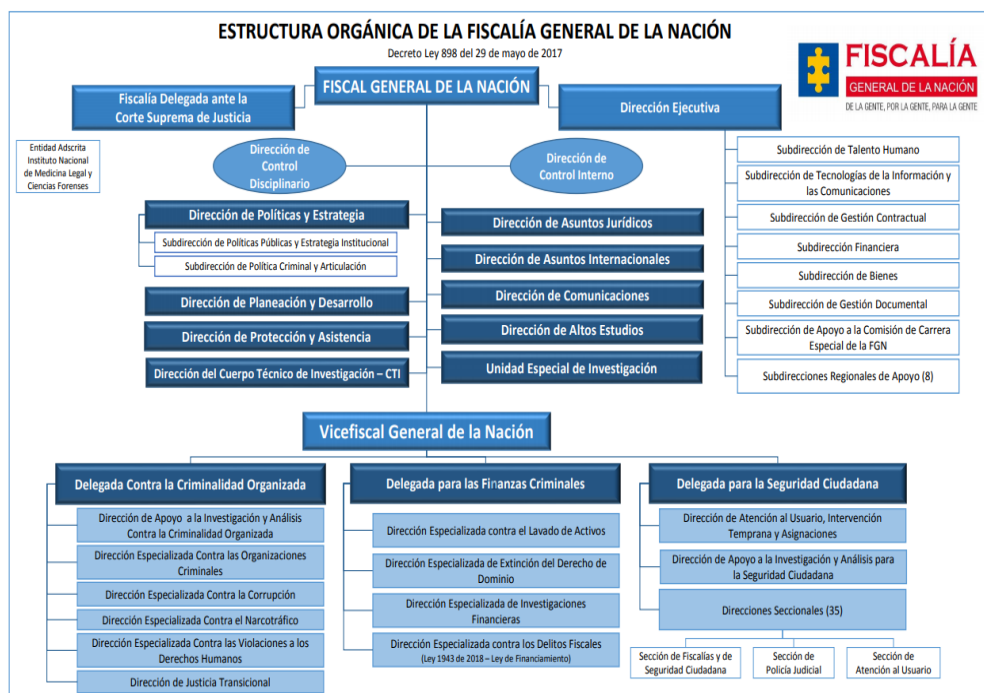 ESTRUCTURA ORGÁNICA DE LA FISCALÍA GENERAL DE LA NACIÓN
Decreto Ley 898 del 29 de mayo de 2017
FISCALÍA
GENERAL DE LA NACIÓN
DE LA GENTE, POR LA GENTE, PARA LA GENTE
FISCAL GENERAL DE LA NACIÓN
Fiscalía Delegada ante la
Corte Suprema de Justicia
Dirección Ejecutiva
Entidad Adscrita
Instituto Nacional
de Medicina Legal y
Ciencias Forenses
Dirección de
Control
Disciplinario
Dirección de
Control Interno
Subdirección de Talento Humano
Subdirección de Tecnologías de la Información y
las Comunicaciones
Subdirección de Gestión Contractual
Subdirección Financiera
Subdirección de Bienes
Subdirección de Gestión Documental
Subdirección de Apoyo a la Comisión de Carrera
Especial de la FGN
Subdirecciones Regionales de Apoyo (8)
Dirección de Políticas y Estrategia
Subdirección de Políticas Públicas y Estrategia Institucional
Subdirección de Política Criminal y Articulación
Dirección de Planeación y Desarrollo
Dirección de Protección y Asistencia
Dirección del Cuerpo Técnico de Investigación – CTI
Dirección de Asuntos Jurídicos
Dirección de Asuntos Internacionales
Dirección de Comunicaciones
Dirección de Altos Estudios
Unidad Especial de Investigación
Vicefiscal General de la Nación
Delegada Contra la Criminalidad Organizada
Dirección de Apoyo a la Investigación y Análisis
Contra la Criminalidad Organizada
Dirección Especializada Contra las Organizaciones
Criminales
Dirección Especializada Contra la Corrupción
Dirección Especializada Contra el Narcotráfico
Dirección Especializada Contra las Violaciones a los
Derechos Humanos
Dirección de Justicia Transicional
Delegada para las Finanzas Criminales
Dirección Especializada contra el Lavado de Activos
Dirección Especializada de Extinción del Derecho de
Dominio
Dirección Especializada de Investigaciones
Financieras
Dirección Especializada contra los Delitos Fiscales
(Ley 1943 de 2018 – Ley de Financiamiento)
Delegada para la Seguridad Ciudadana
Dirección de Atención al Usuario, Intervención
Temprana y Asignaciones
Dirección de Apoyo a la Investigación y Análisis para
la Seguridad Ciudadana
Direcciones Seccionales (35)
Sección de Fiscalías y de
Seguridad Ciudadana
Sección de
Policía Judicial
Sección de
Atención al Usuario